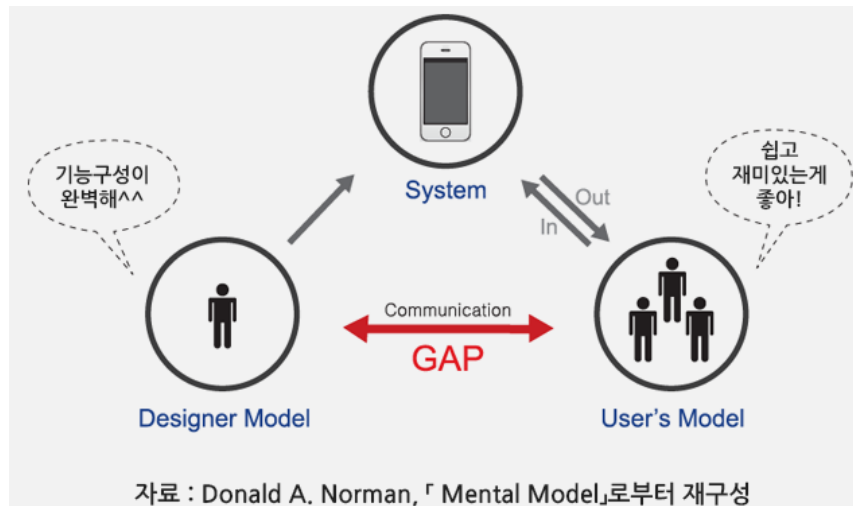 기능구성이
완벽해^^
쉽고
재미있는게
좋아!
System
Out
In
Communication
GAP
Designer Model
User's Model
자료 : Donald A. Norman, 「 Mental Model」로부터 재구성